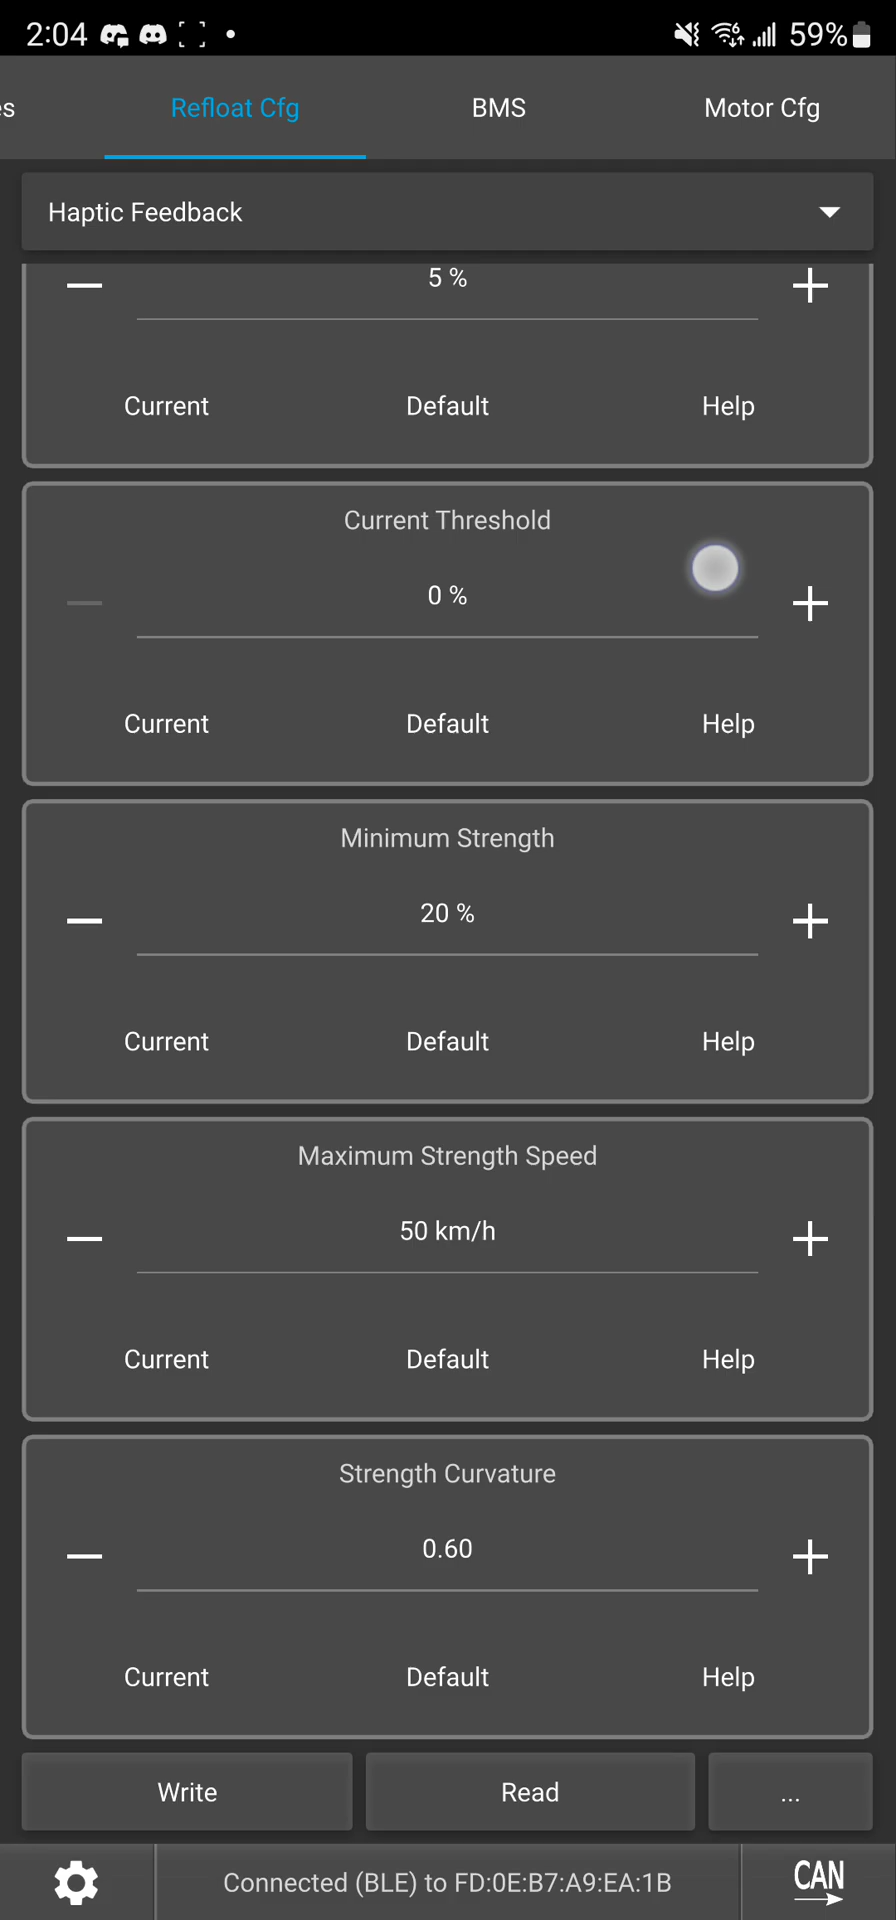 2:04 59%
es Refloat Cfg BMS Motor Cfg
Haptic Feedback
5 %
Current Default Help
Current Threshold
0 %
Current Default Help
Minimum Strength
20 %
Current Default Help
Maximum Strength Speed
50 km/h
Current Default Help
Strength Curvature
0.60
Current Default Help
Write Read ...
Connected (BLE) to FD:0E:B7:A9:EA:1B CAN